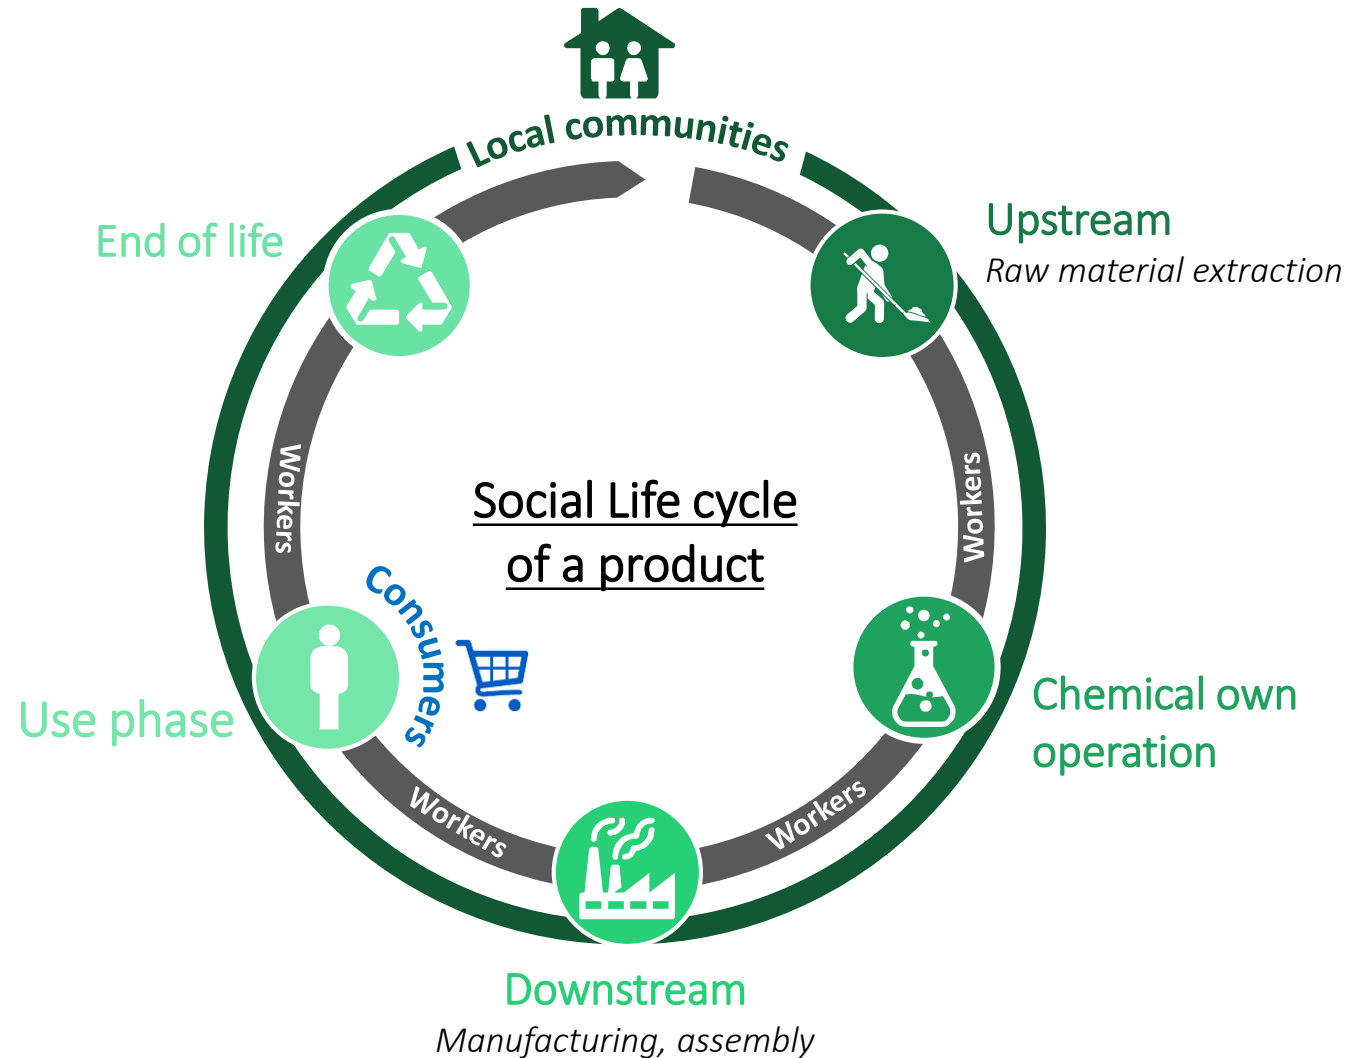 Local communities
End of life
Upstream
Raw material extraction
Workers
Workers
Social Life cycle
of a product
Consumers
Chemical own
operation
Use phase
Workers
Workers
Downstream
Manufacturing, assembly